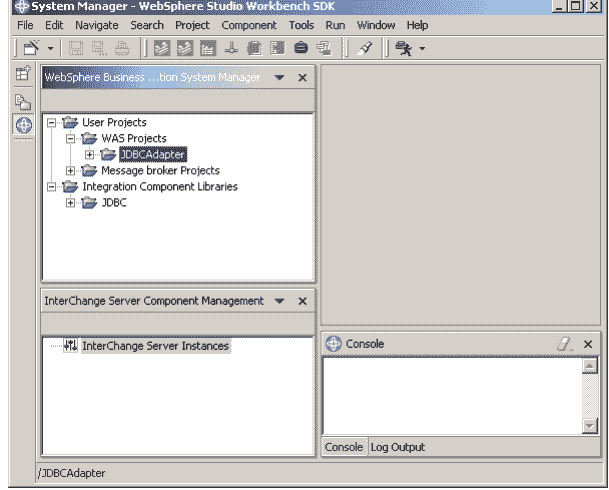 System Manager - WebSphere Studio Workbench SDK
File Edit Navigate Search Project Component Tools Run Window Help
WebSphere Business ...tion System Manager
User Projects
WAS Projects
JDBCAdapter
Message broker Projects
Integration Component Libraries
JDBC
InterChange Server Component Management
InterChange Server Instances
Console
Console Log Output
/JDBCAdapter